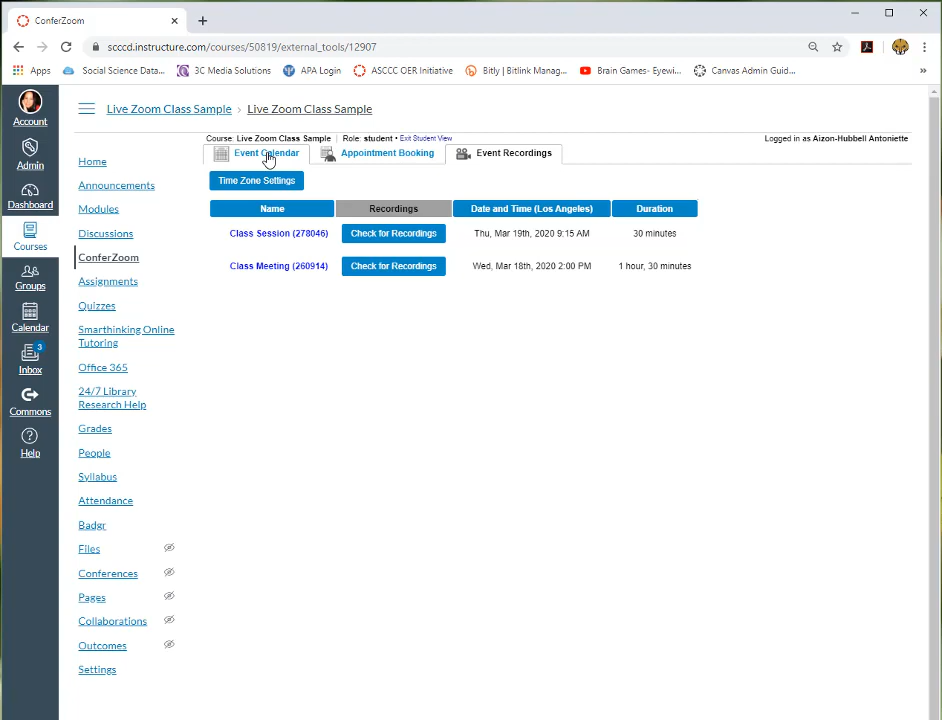 ConferZoom
scccd.instructure.com/courses/50819/external_tools/12907
Apps Social Science Data... 3C Media Solutions APA Login ASCCC OER Initiative Bitly | Bitlink Manag... Brain Games- Eyewi... Canvas Admin Guid...
Account
Admin
Dashboard
Courses
Groups
Calendar
3
Inbox
Commons
Help
Live Zoom Class Sample › Live Zoom Class Sample
Home
Announcements
Modules
Discussions
ConferZoom
Assignments
Quizzes
Smarthinking Online
Tutoring
Office 365
24/7 Library
Research Help
Grades
People
Syllabus
Attendance
Badgr
Files
Conferences
Pages
Collaborations
Outcomes
Settings
Course: Live Zoom Class Sample | Role: student • Exit Student View Logged in as Aizon-Hubbell Antoniette
Event Calendar Appointment Booking Event Recordings
Time Zone Settings
Name Recordings Date and Time (Los Angeles) Duration
Class Session (278046) Check for Recordings Thu, Mar 19th, 2020 9:15 AM 30 minutes
Class Meeting (260914) Check for Recordings Wed, Mar 18th, 2020 2:00 PM 1 hour, 30 minutes